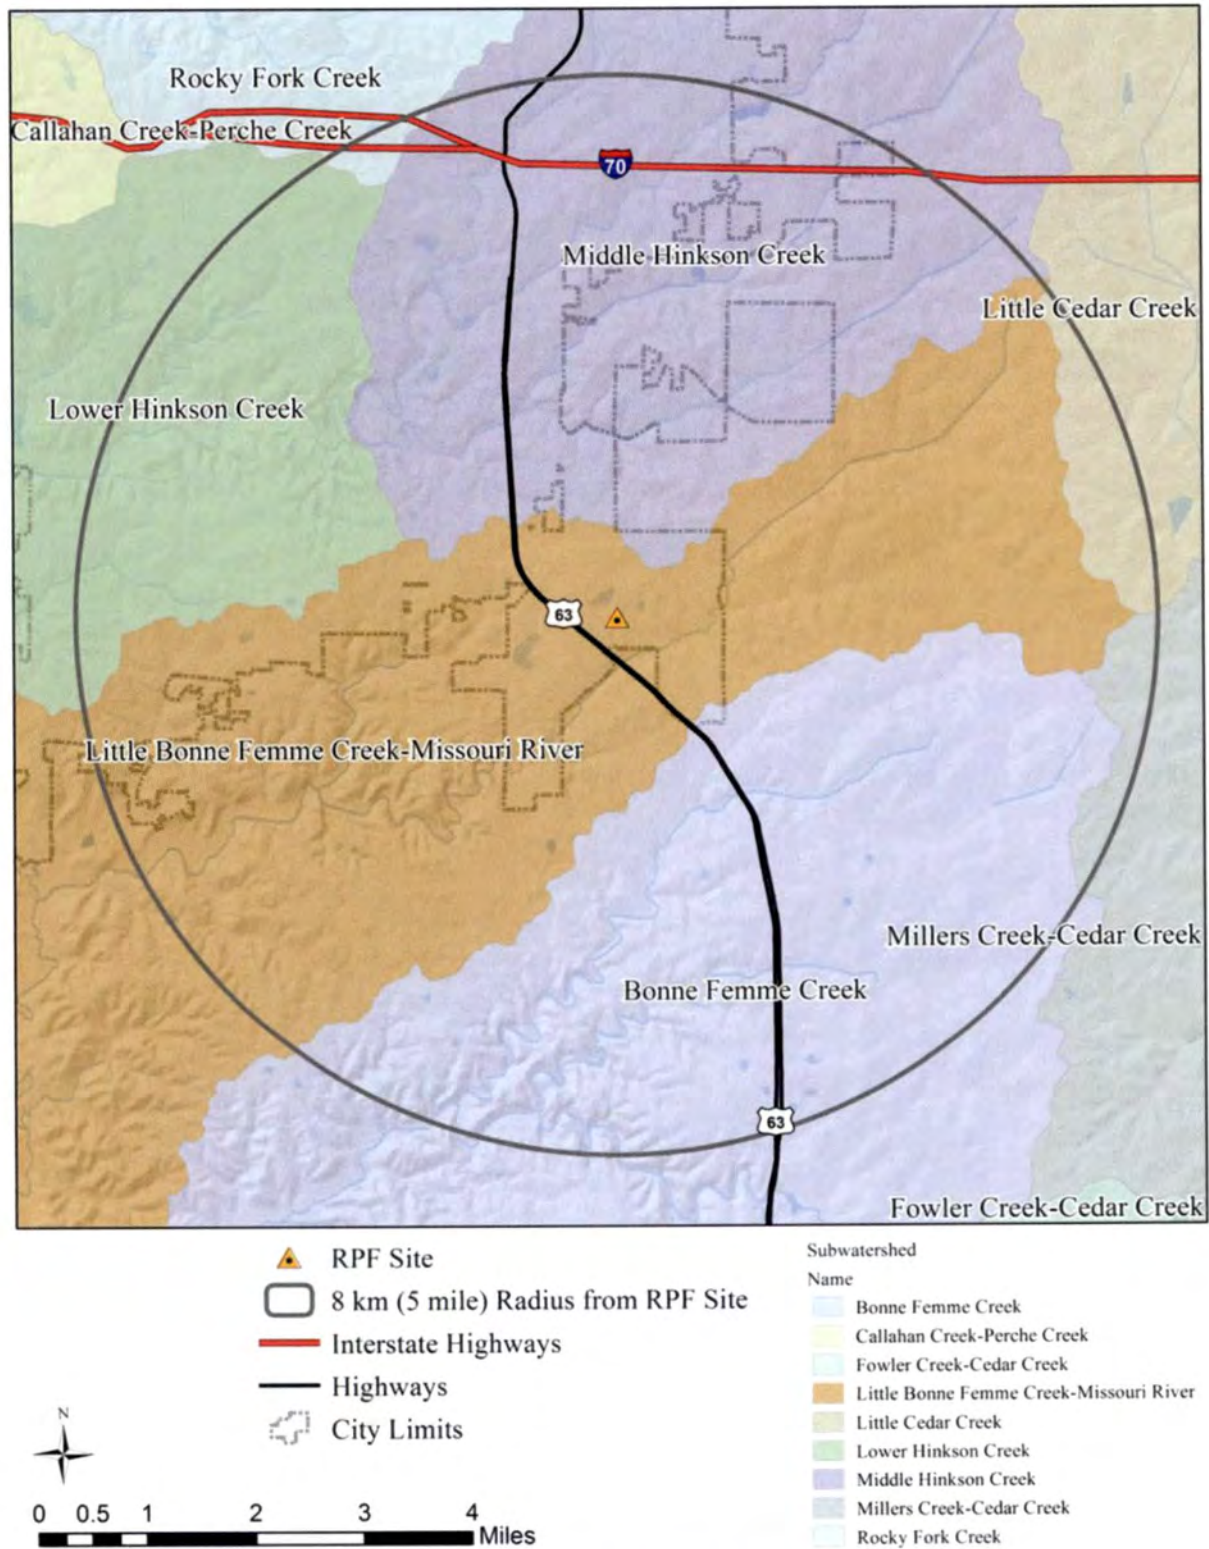 Rocky Fork Creek
Callahan Creek-Perche Creek
70
Middle Hinkson Creek
Little Cedar Creek
Lower Hinkson Creek
63
Little Bonne Femme Creek-Missouri River
Millers Creek-Cedar Creek
Bonne Femme Creek
63
Fowler Creek-Cedar Creek
RPF Site
8 km (5 mile) Radius from RPF Site
Interstate Highways
Highways
City Limits
N
0 0.5 1 2 3 4
Miles
Subwatershed
Name
Bonne Femme Creek
Callahan Creek-Perche Creek
Fowler Creek-Cedar Creek
Little Bonne Femme Creek-Missouri River
Little Cedar Creek
Lower Hinkson Creek
Middle Hinkson Creek
Millers Creek-Cedar Creek
Rocky Fork Creek